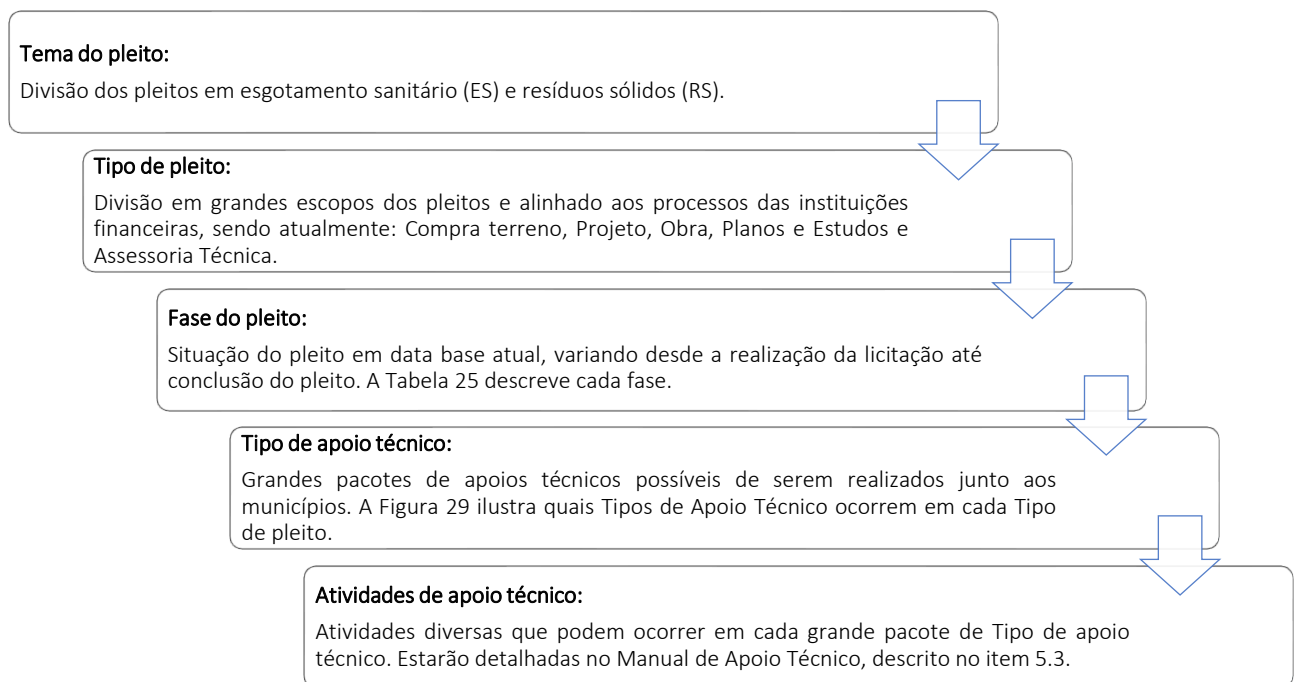 Tema do pleito:
Divisão dos pleitos em esgotamento sanitário (ES) e resíduos sólidos (RS).
Tipo de pleito:
Divisão em grandes escopos dos pleitos e alinhado aos processos das instituições
financeiras, sendo atualmente: Compra terreno, Projeto, Obra, Planos e Estudos e
Assessoria Técnica.
Fase do pleito:
Situação do pleito em data base atual, variando desde a realização da licitação até
conclusão do pleito. A Tabela 25 descreve cada fase.
Tipo de apoio técnico:
Grandes pacotes de apoios técnicos possíveis de serem realizados junto aos
municípios. A Figura 29 ilustra quais Tipos de Apoio Técnico ocorrem em cada Tipo
de pleito.
Atividades de apoio técnico:
Atividades diversas que podem ocorrer em cada grande pacote de Tipo de apoio
técnico. Estarão detalhadas no Manual de Apoio Técnico, descrito no item 5.3.